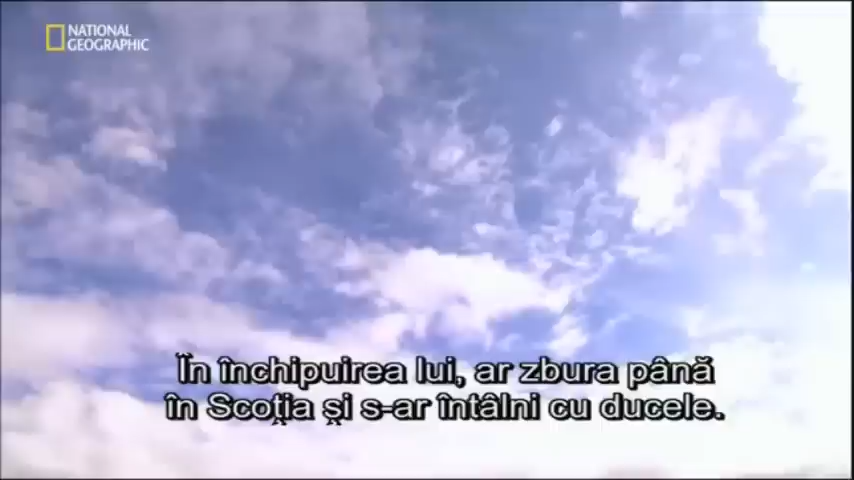 NATIONAL
GEOGRAPHIC
În închipuirea lui, ar zbura până
în Scoţia şi s-ar întâlni cu ducele.